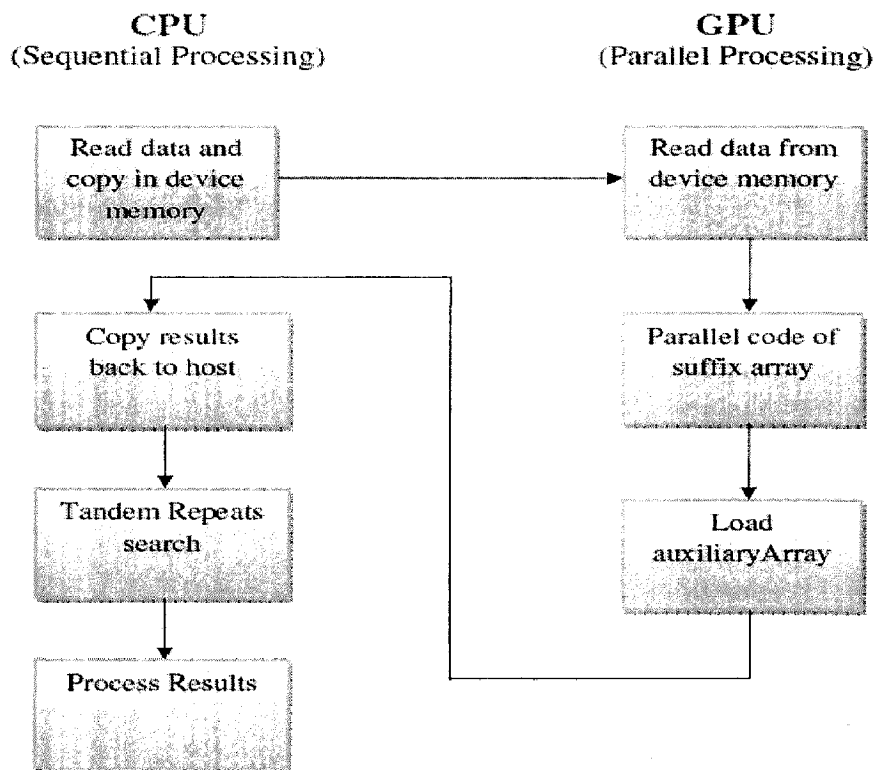 CPU
(Sequential Processing)
GPU
(Parallel Processing)
Read data and
copy in device
memory
Read data from
device memory
Copy results
back to host
Parallel code of
suffix array
Tandem Repeats
search
Load
auxiliaryArray
Process Results